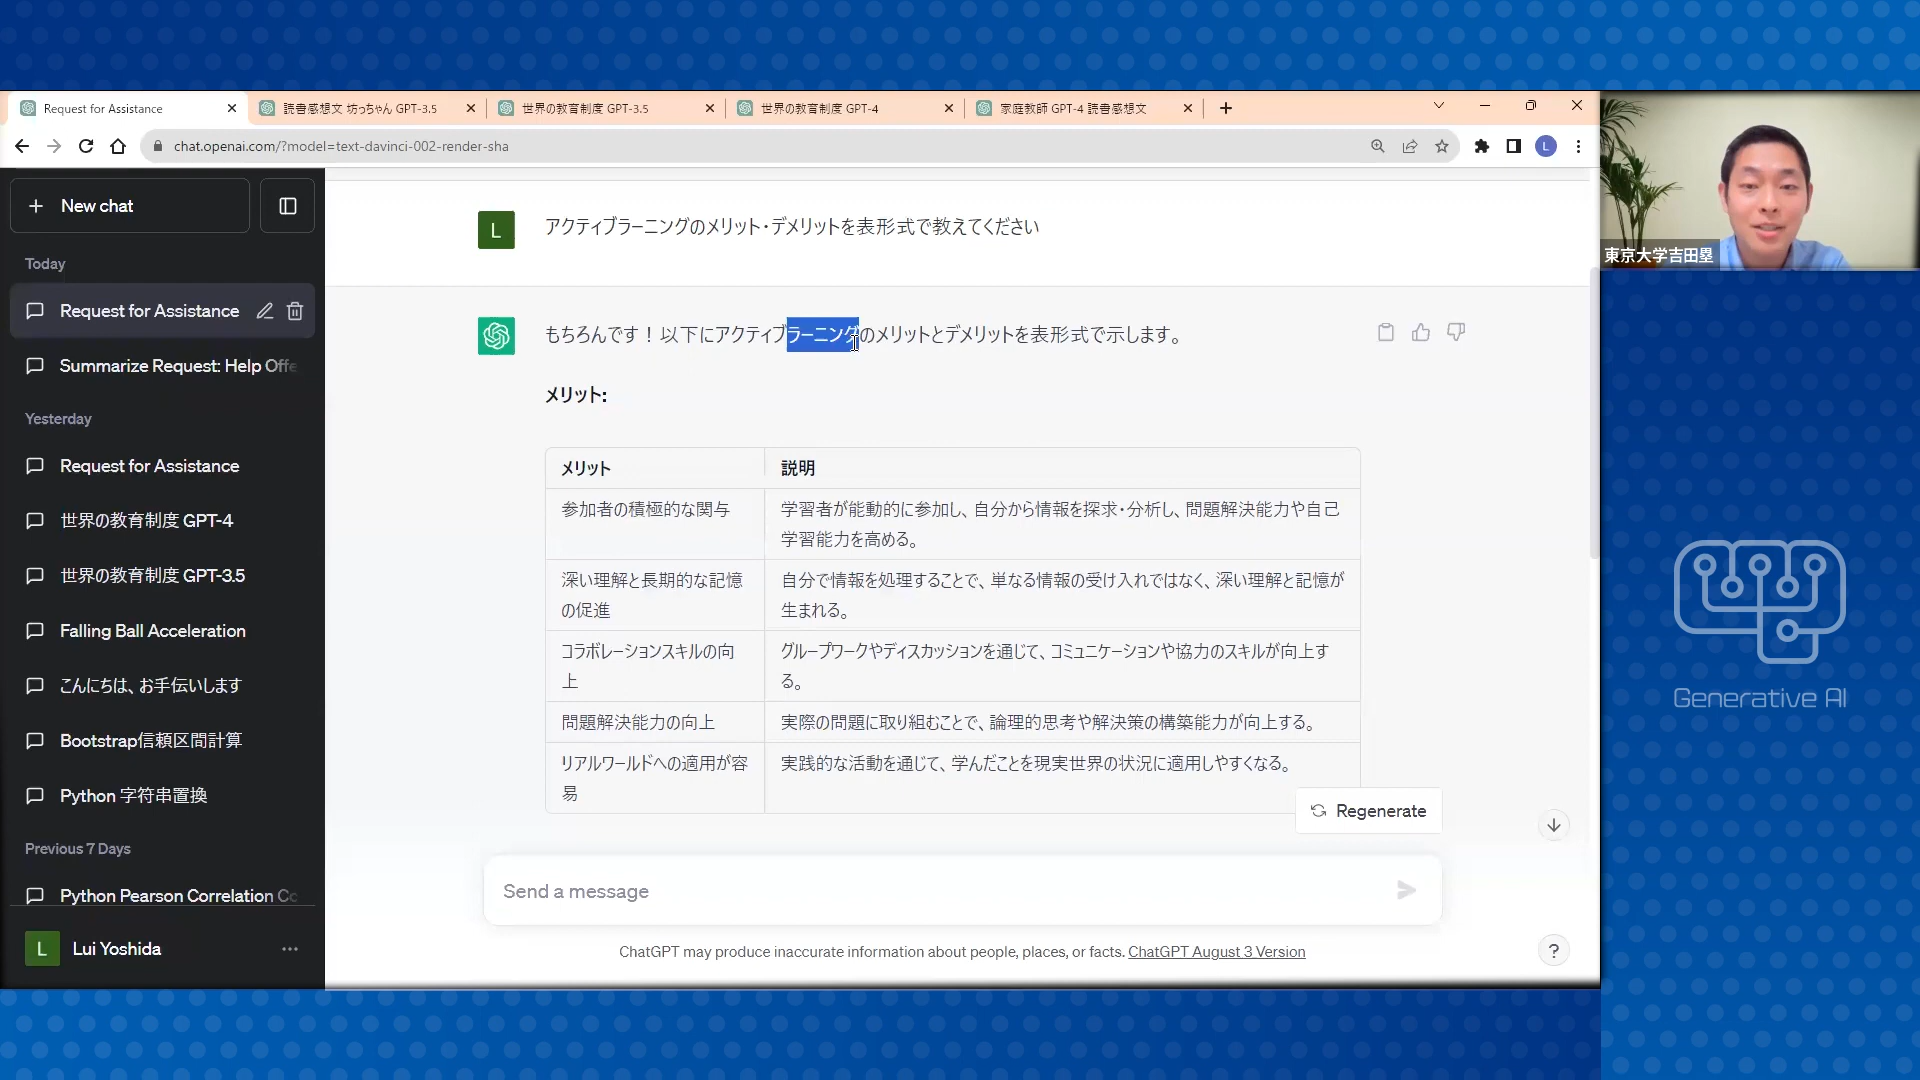 Request for Assistance
読書感想文 坊っちゃん GPT-3.5
世界の教育制度 GPT-3.5
世界の教育制度 GPT-4
家庭教師 GPT-4 読書感想文
chat.openai.com/?model=text-davinci-002-render-sha
L
New chat
Today
Request for Assistance
Summarize Request: Help Offe
Yesterday
Request for Assistance
世界の教育制度 GPT-4
世界の教育制度 GPT-3.5
Falling Ball Acceleration
こんにちは、お手伝いします
Bootstrap信頼区間計算
Python 字符串置換
Previous 7 Days
Python Pearson Correlation Co
L
Lui Yoshida
L
アクティブラーニングのメリット・デメリットを表形式で教えてください
もちろんです！以下にアクティブラーニングのメリットとデメリットを表形式で示します。
メリット:
メリット 説明
参加者の積極的な関与 学習者が能動的に参加し、自分から情報を探求・分析し、問題解決能力や自己
学習能力を高める。
深い理解と長期的な記憶 自分で情報を処理することで、単なる情報の受け入れではなく、深い理解と記憶が
の促進 生まれる。
コラボレーションスキルの向 グループワークやディスカッションを通じて、コミュニケーションや協力のスキルが向上す
上 る。
問題解決能力の向上 実際の問題に取り組むことで、論理的思考や解決策の構築能力が向上する。
リアルワールドへの適用が容 実践的な活動を通じて、学んだことを現実世界の状況に適用しやすくなる。
易
Regenerate
Send a message
ChatGPT may produce inaccurate information about people, places, or facts. ChatGPT August 3 Version
?
東京大学吉田塁
Generative AI